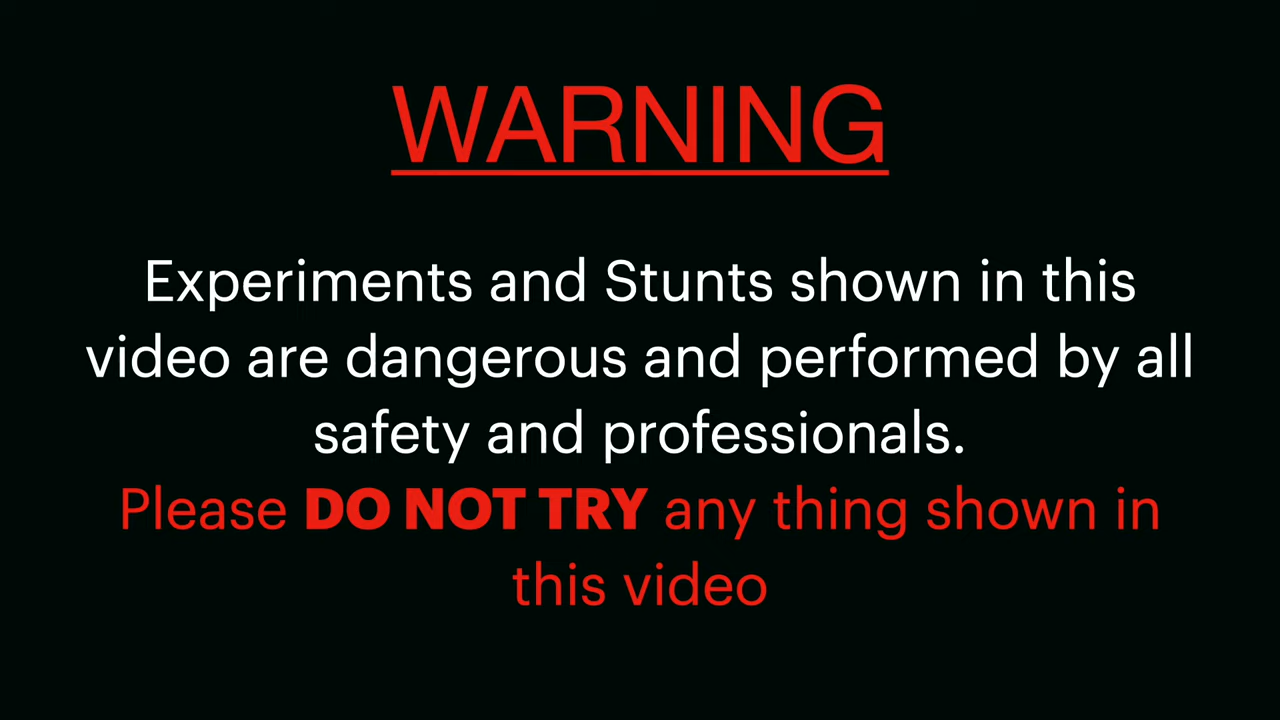 WARNING
Experiments and Stunts shown in this
video are dangerous and performed by all
safety and professionals.
Please DO NOT TRY any thing shown in
this video